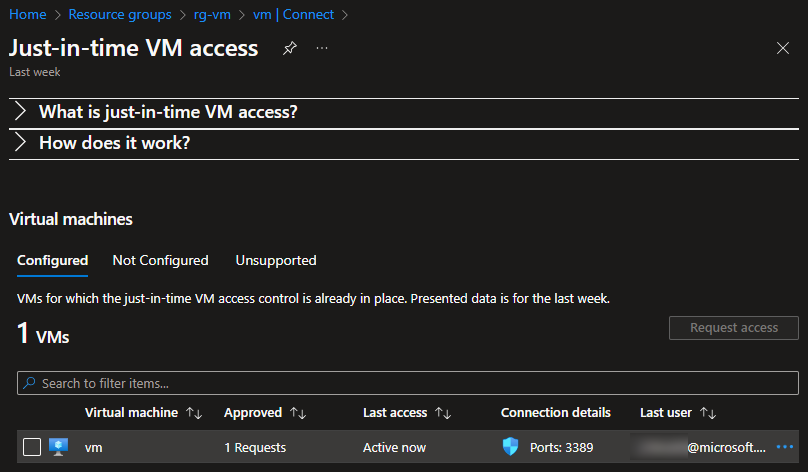 Home > Resource groups > rg-vm > vm | Connect >
Just-in-time VM access
Last week
What is just-in-time VM access?
How does it work?
Virtual machines
Configured Not Configured Unsupported
VMs for which the just-in-time VM access control is already in place. Presented data is for the last week.
1 VMs
Request access
Search to filter items...
Virtual machine ↑↓ Approved ↑↓ Last access ↑↓ Connection details Last user ↑↓
vm 1 Requests Active now Ports: 3389 @microsoft....